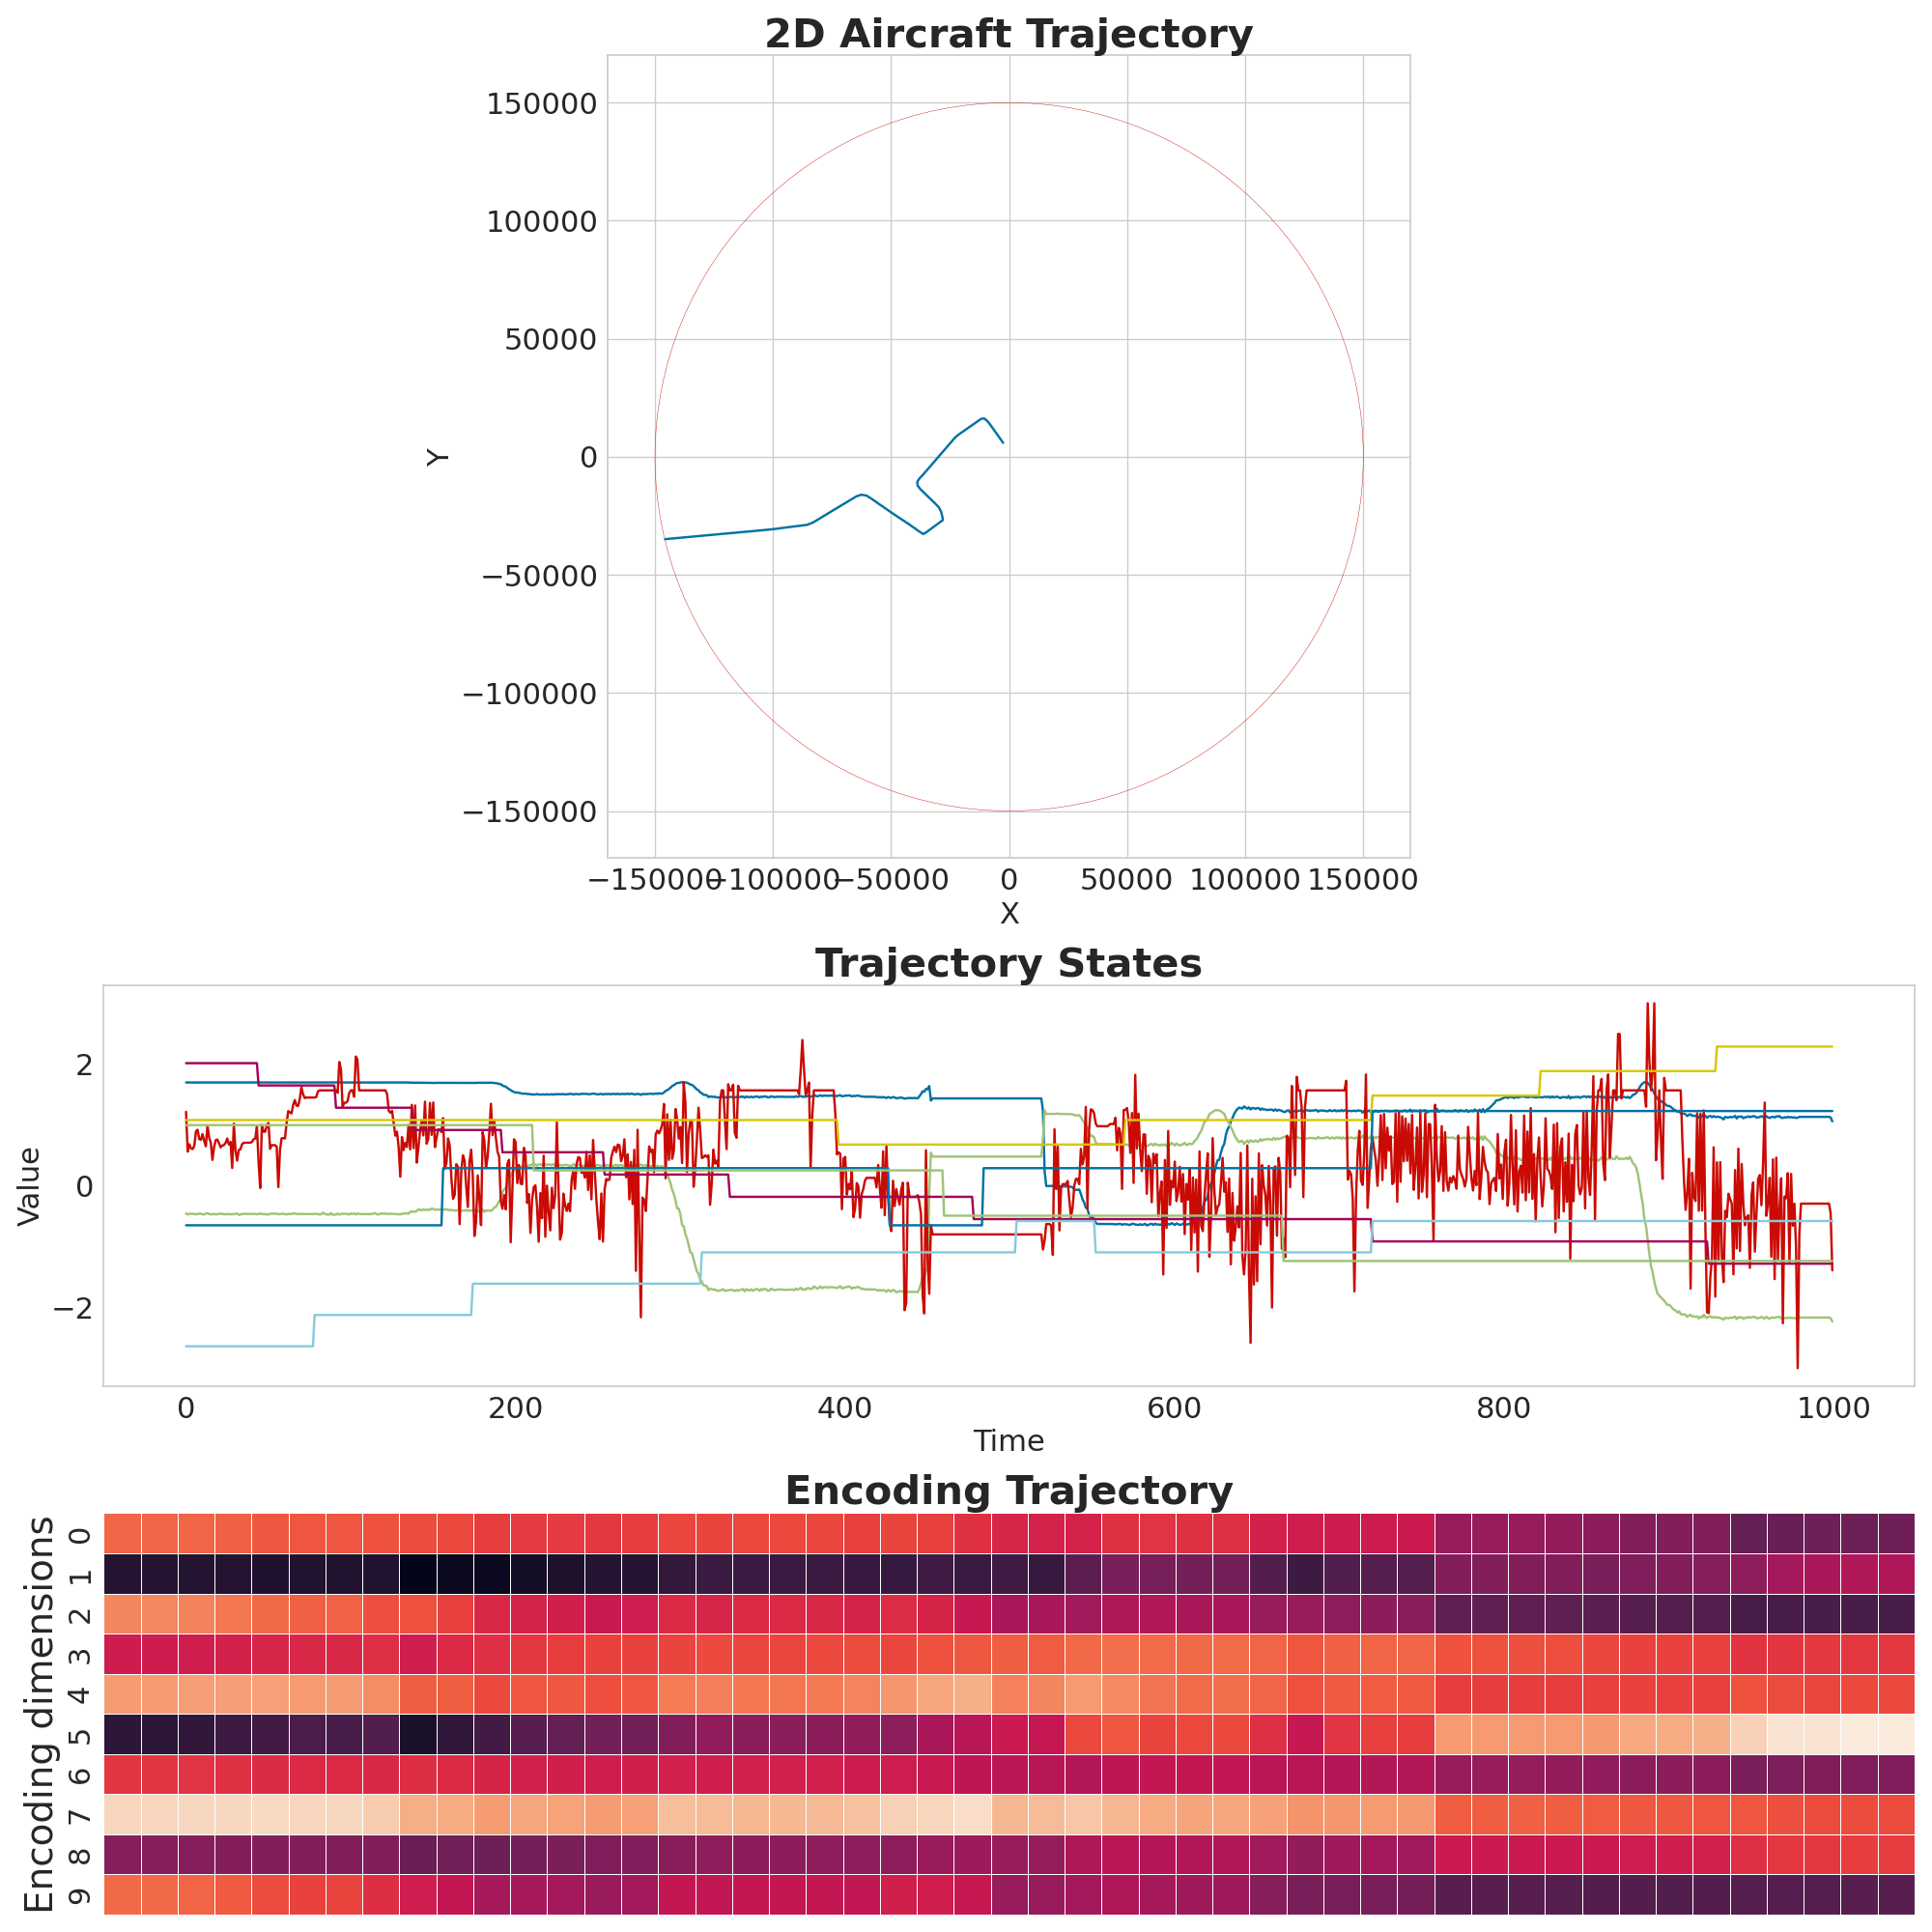 2D Aircraft Trajectory
150000
100000
50000
0
−50000
−100000
−150000
Y
−150000 −100000 −50000 0 50000 100000 150000
X
Trajectory States
2
0
−2
Value
0 200 400 600 800 1000
Time
Encoding Trajectory
0
1
2
3
4
5
6
7
8
9
Encoding dimensions